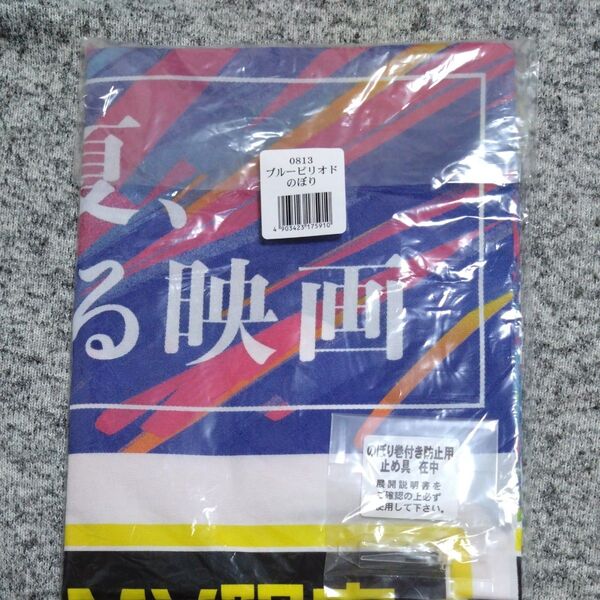 夏、
る映画
0813
ブルーピリオド
のぼり
4 903423 175910
のぼり巻付き防止用
止め具 在中
展開説明書を
ご確認の上必ず
使用して下さい。